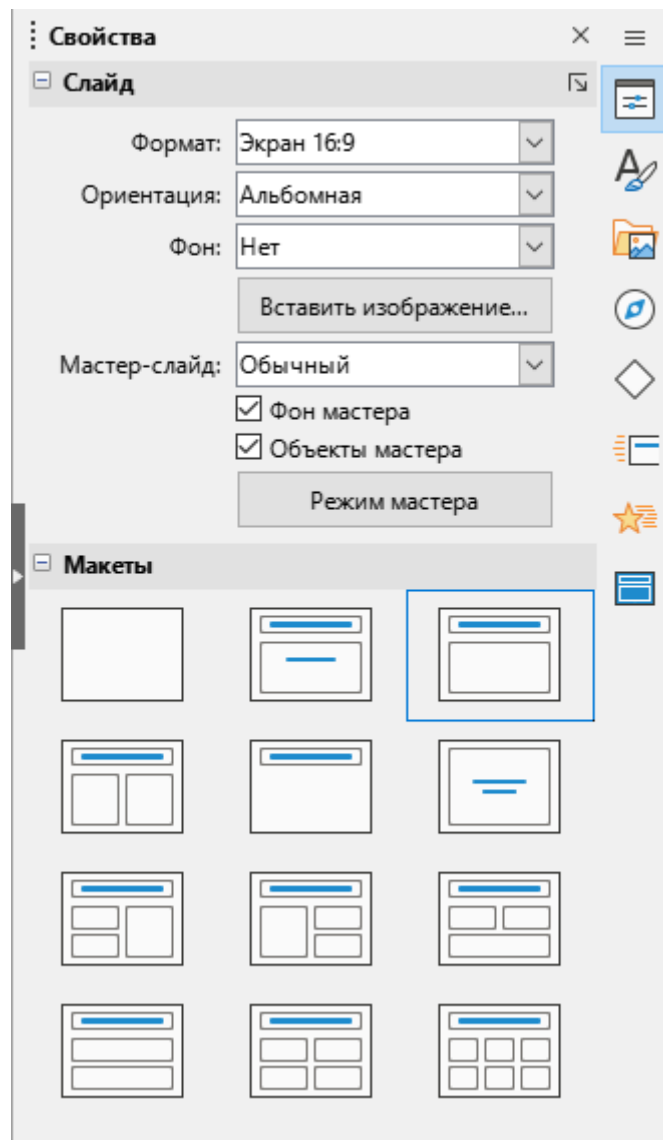 Свойства
Слайд
Формат: Экран 16:9
Ориентация: Альбомная
Фон: Нет
Вставить изображение...
Мастер-слайд: Обычный
Фон мастера
Объекты мастера
Режим мастера
Макеты